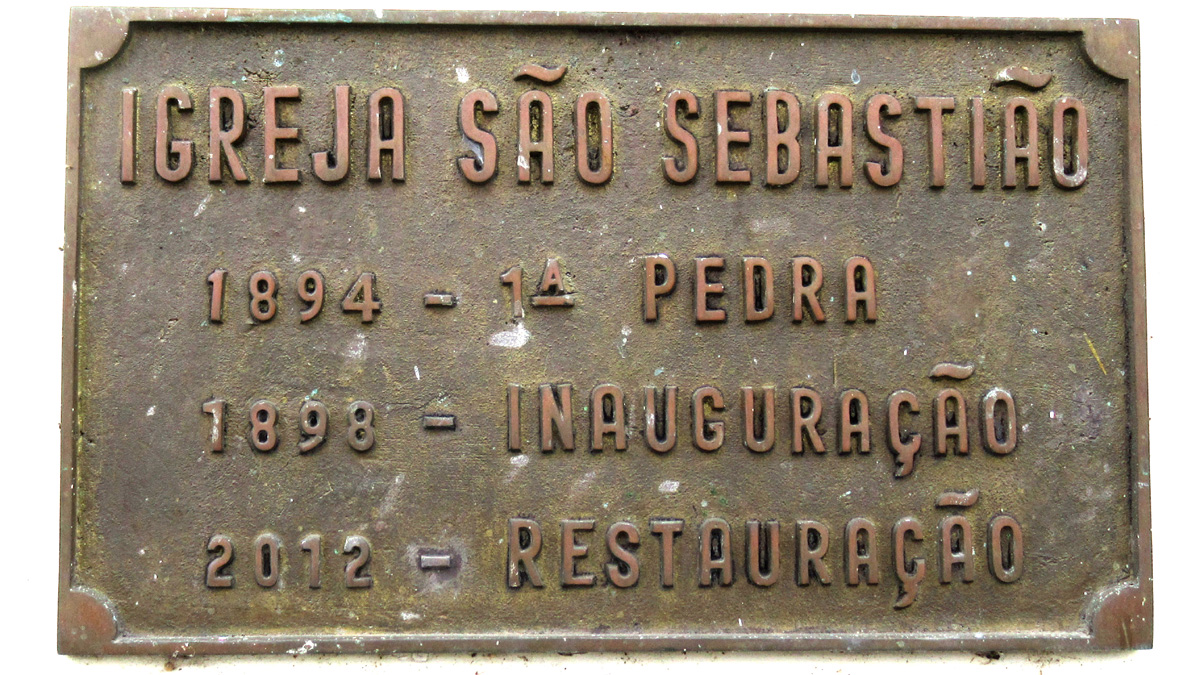 IGREJA SÃO SEBASTIÃO
1894 - 1ª PEDRA
1898 - INAUGURAÇÃO
2012 - RESTAURAÇÃO